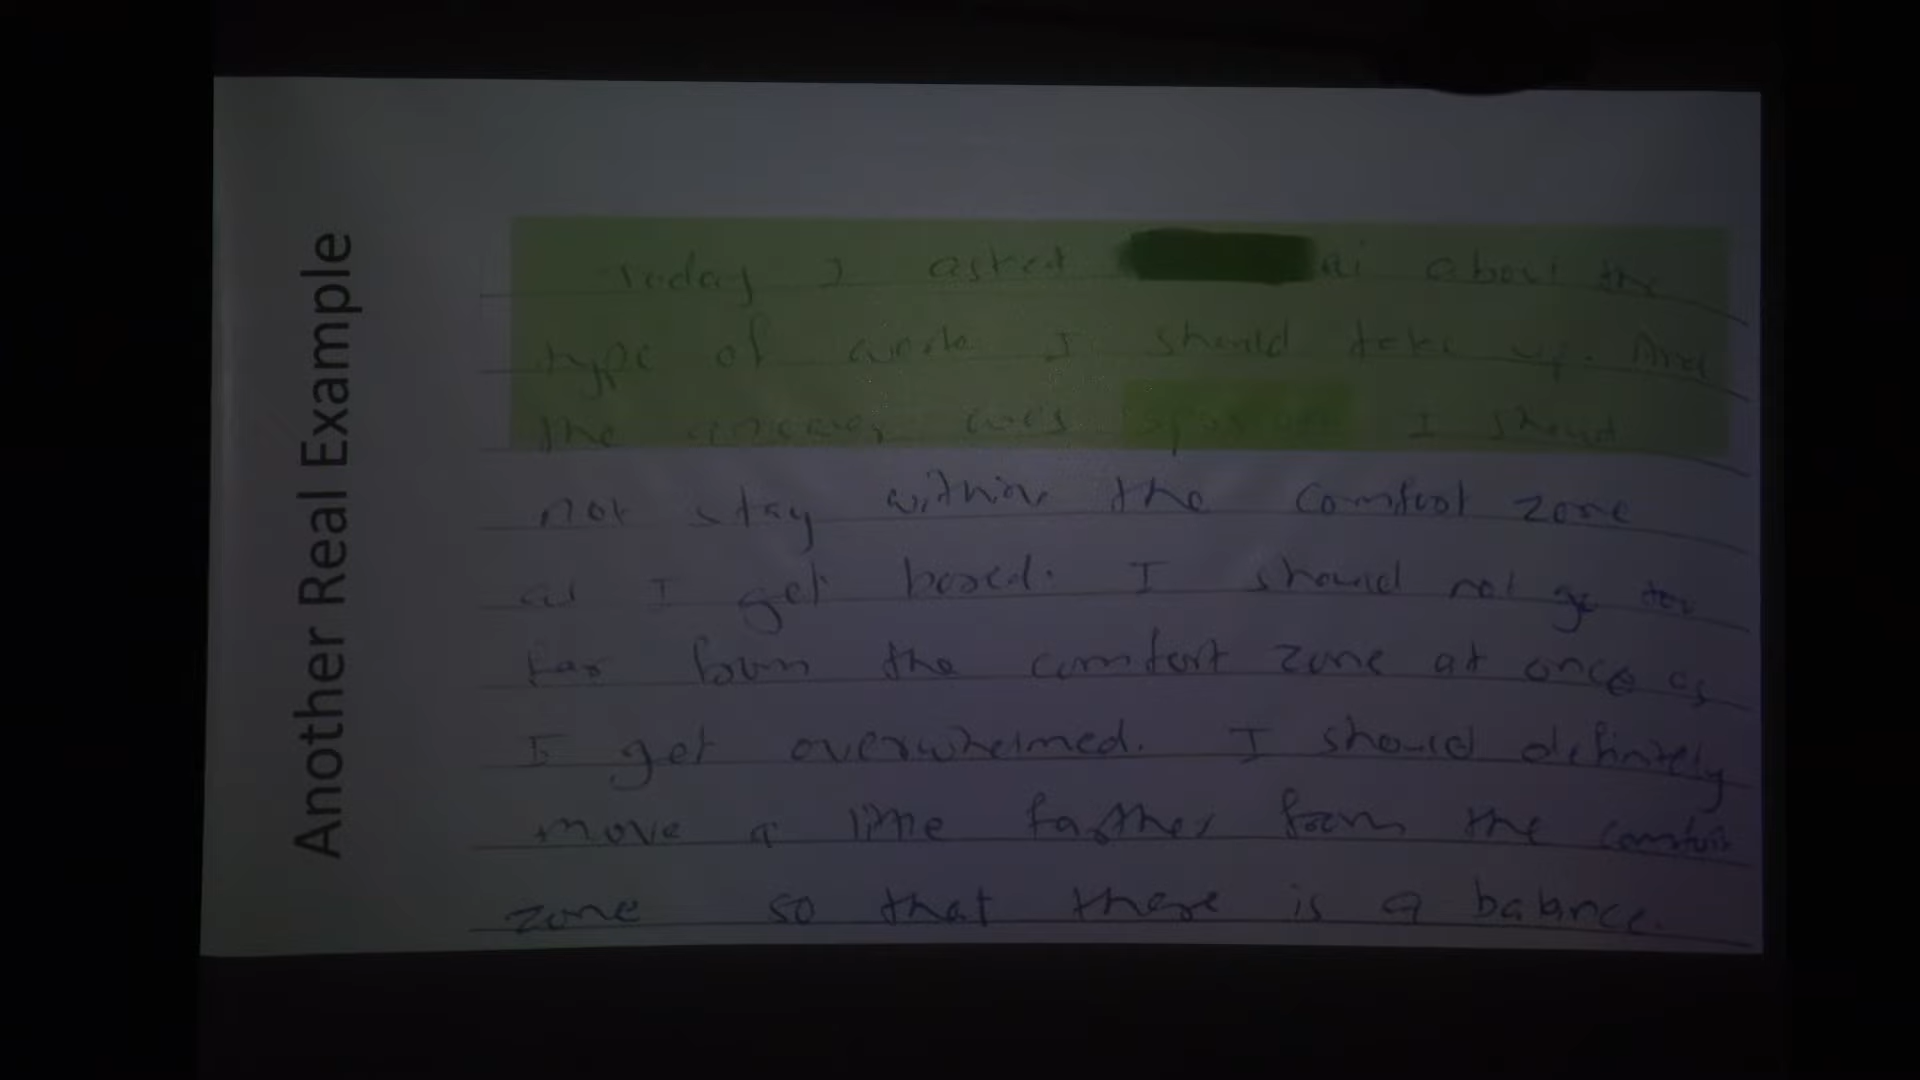 Another Real Example
Today I asked ai about the
type of work I should take up. And
the answer was I should
not stay within the comfort zone
as I get bored. I should not go too
far from the comfort zone at once as
I get overwhelmed. I should definitely
move a little farther from the comfort
zone so that there is a balance.